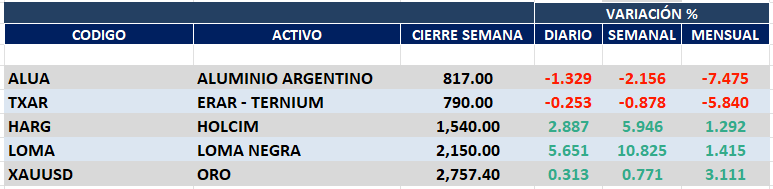 VARIACIÓN %
CODIGO ACTIVO CIERRE SEMANA DIARIO SEMANAL MENSUAL
ALUA ALUMINIO ARGENTINO 817.00 -1.329 -2.156 -7.475
TXAR ERAR - TERNIUM 790.00 -0.253 -0.878 -5.840
HARG HOLCIM 1,540.00 2.887 5.946 1.292
LOMA LOMA NEGRA 2,150.00 5.651 10.825 1.415
XAUUSD ORO 2,757.40 0.313 0.771 3.111